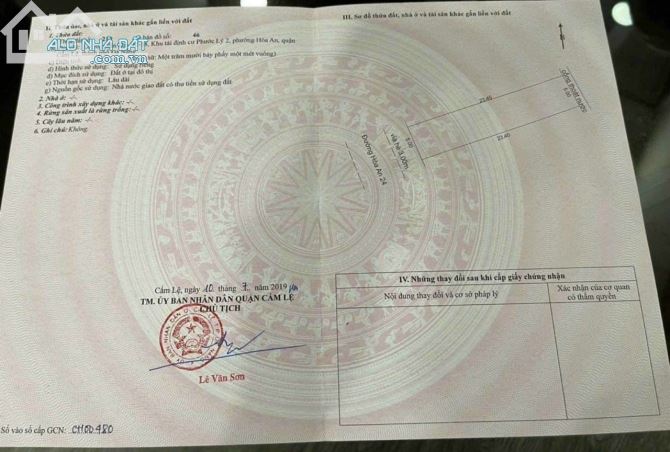 II. Thửa đất, nhà ở và tài sản khác gắn liền với đất
1. Thửa đất:
ALO NHÀ ĐẤT
bản đồ số: 46
Khu tái định cư Phước Lý 2, phường Hòa An, quận
Một trăm mười bảy phẩy một mét vuông)
d) Hình thức sử dụng: Sử dụng riêng
đ) Mục đích sử dụng: Đất ở tại đô thị
e) Thời hạn sử dụng: Lâu dài
g) Nguồn gốc sử dụng: Nhà nước giao đất có thu tiền sử dụng đất.
2. Nhà ở: -/-
3. Công trình xây dựng khác: -/-
4. Rừng sản xuất là rừng trồng: -/-
5. Cây lâu năm: -/-
6. Ghi chú: Không.
Cẩm Lệ, ngày 10 tháng 7 năm 2019
TM. ỦY BAN NHÂN DÂN QUẬN CẨM LỆ
CHỦ TỊCH
Lê Văn Sơn
Số vào sổ cấp GCN: CH00480
III. Sơ đồ thửa đất, nhà ở và tài sản khác gắn liền với đất
23.40
cống thoát nước
5.00
5.00
23.40
vỉa hè 3.00m
Đường Hòa An 24
IV. Những thay đổi sau khi cấp giấy chứng nhận
Nội dung thay đổi và cơ sở pháp lý
Xác nhận của cơ quan
có thẩm quyền